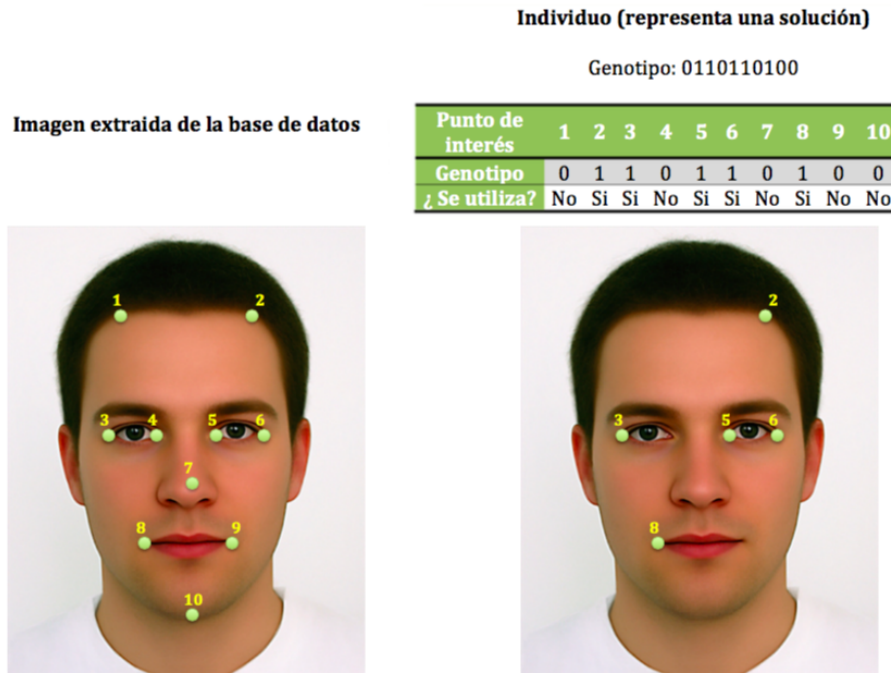 Individuo (representa una solución)
Genotipo: 0110110100
Imagen extraida de la base de datos
Punto de interés 1 2 3 4 5 6 7 8 9 10
Genotipo 0 1 1 0 1 1 0 1 0 0
¿ Se utiliza? No Si Si No Si Si No Si No No
1 2
3 4 5 6
7
8 9
10
2
3 5 6
8